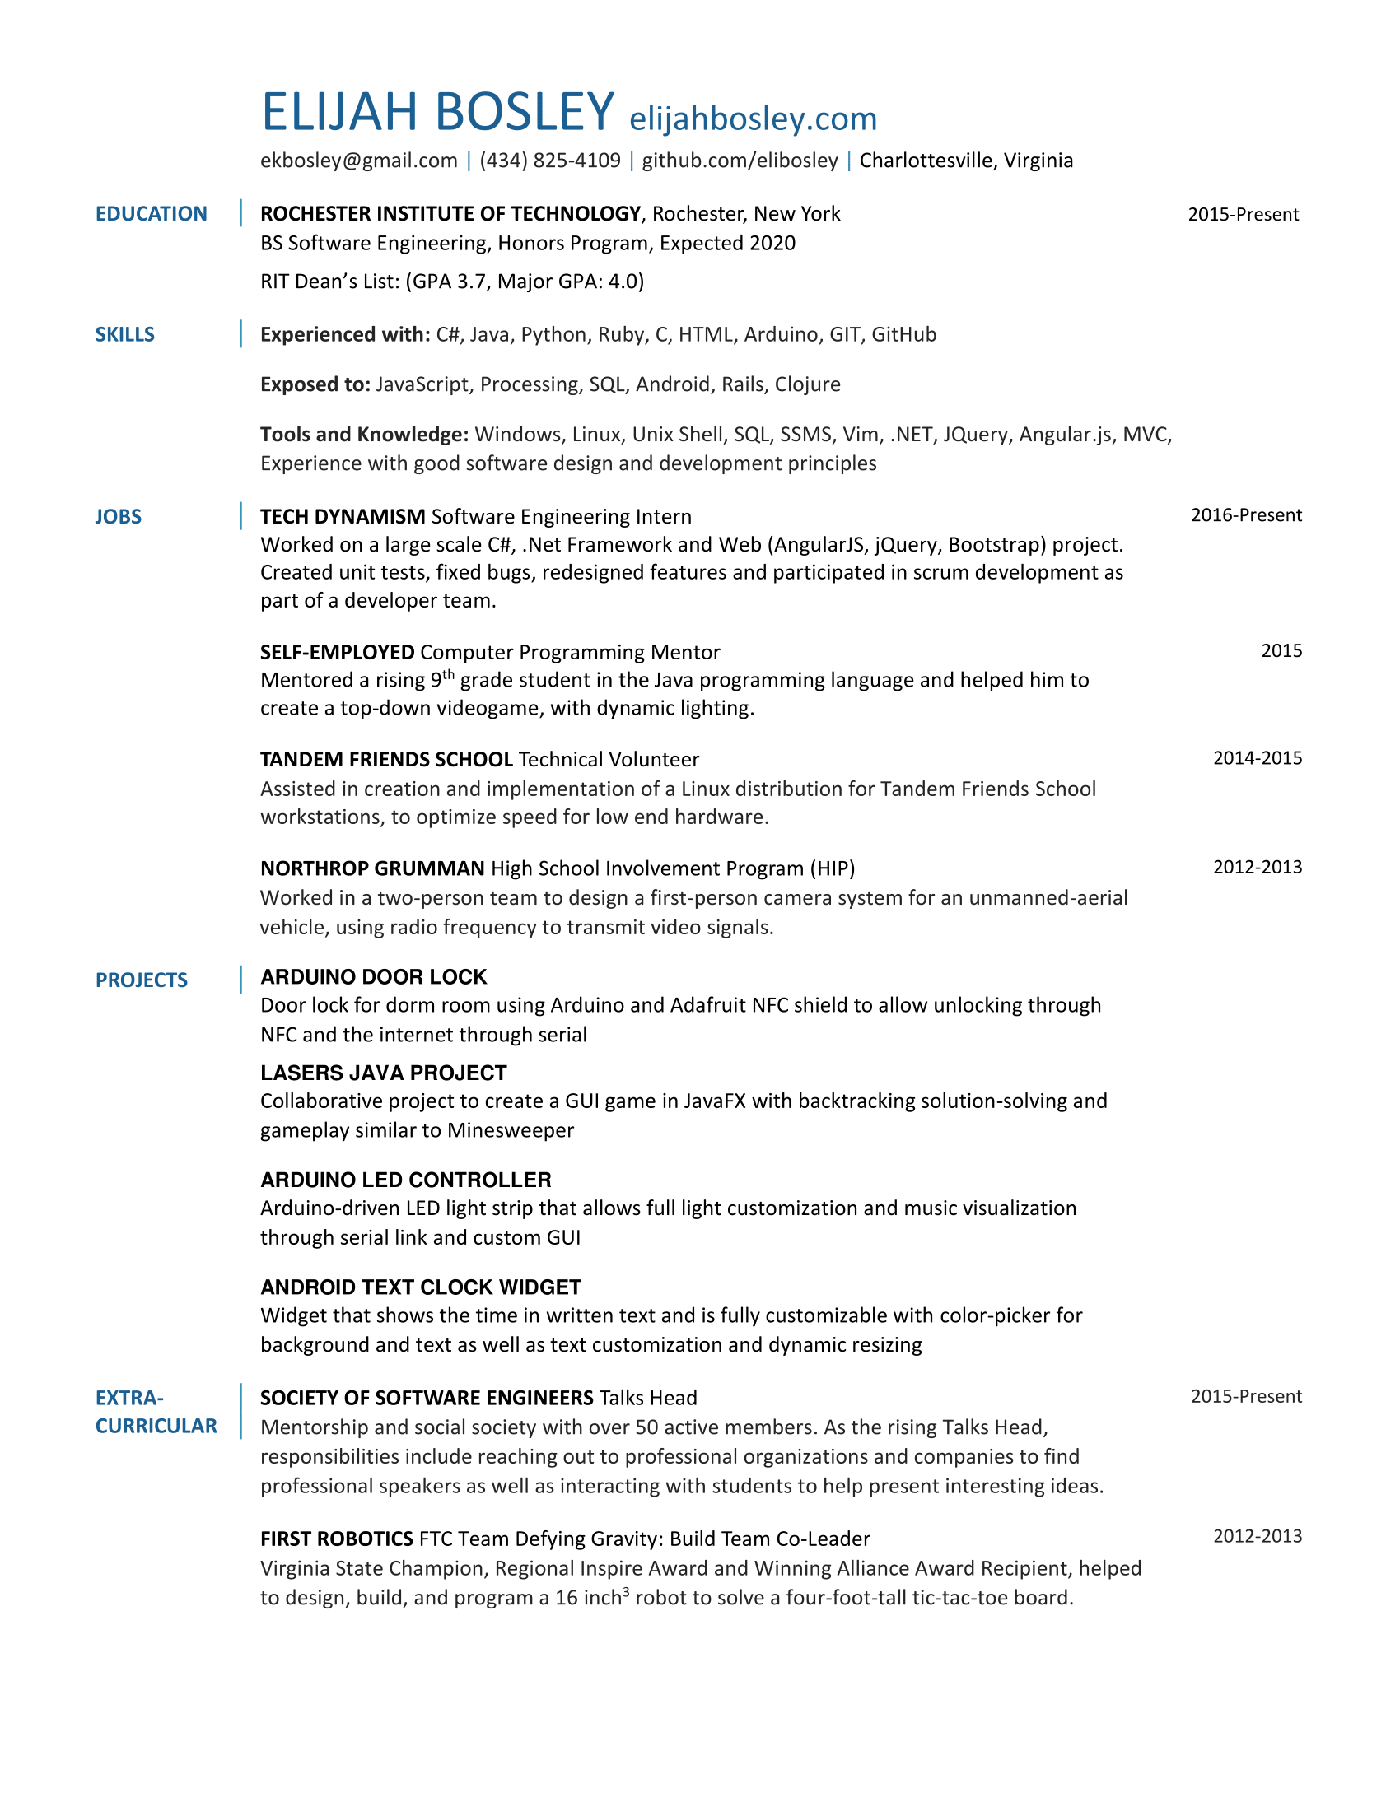 ELIJAH BOSLEY elijahbosley.com
ekbosley@gmail.com | (434) 825-4109 | github.com/elibosley | Charlottesville, Virginia
EDUCATION | ROCHESTER INSTITUTE OF TECHNOLOGY, Rochester, New York 2015-Present
BS Software Engineering, Honors Program, Expected 2020
RIT Dean’s List: (GPA 3.7, Major GPA: 4.0)
SKILLS | Experienced with: C#, Java, Python, Ruby, C, HTML, Arduino, GIT, GitHub
Exposed to: JavaScript, Processing, SQL, Android, Rails, Clojure
Tools and Knowledge: Windows, Linux, Unix Shell, SQL, SSMS, Vim, .NET, JQuery, Angular.js, MVC,
Experience with good software design and development principles
JOBS | TECH DYNAMISM Software Engineering Intern 2016-Present
Worked on a large scale C#, .Net Framework and Web (AngularJS, jQuery, Bootstrap) project.
Created unit tests, fixed bugs, redesigned features and participated in scrum development as
part of a developer team.
SELF-EMPLOYED Computer Programming Mentor 2015
Mentored a rising 9th grade student in the Java programming language and helped him to
create a top-down videogame, with dynamic lighting.
TANDEM FRIENDS SCHOOL Technical Volunteer 2014-2015
Assisted in creation and implementation of a Linux distribution for Tandem Friends School
workstations, to optimize speed for low end hardware.
NORTHROP GRUMMAN High School Involvement Program (HIP) 2012-2013
Worked in a two-person team to design a first-person camera system for an unmanned-aerial
vehicle, using radio frequency to transmit video signals.
PROJECTS | ARDUINO DOOR LOCK
Door lock for dorm room using Arduino and Adafruit NFC shield to allow unlocking through
NFC and the internet through serial
LASERS JAVA PROJECT
Collaborative project to create a GUI game in JavaFX with backtracking solution-solving and
gameplay similar to Minesweeper
ARDUINO LED CONTROLLER
Arduino-driven LED light strip that allows full light customization and music visualization
through serial link and custom GUI
ANDROID TEXT CLOCK WIDGET
Widget that shows the time in written text and is fully customizable with color-picker for
background and text as well as text customization and dynamic resizing
EXTRA-
CURRICULAR | SOCIETY OF SOFTWARE ENGINEERS Talks Head 2015-Present
Mentorship and social society with over 50 active members. As the rising Talks Head,
responsibilities include reaching out to professional organizations and companies to find
professional speakers as well as interacting with students to help present interesting ideas.
FIRST ROBOTICS FTC Team Defying Gravity: Build Team Co-Leader 2012-2013
Virginia State Champion, Regional Inspire Award and Winning Alliance Award Recipient, helped
to design, build, and program a 16 inch³ robot to solve a four-foot-tall tic-tac-toe board.